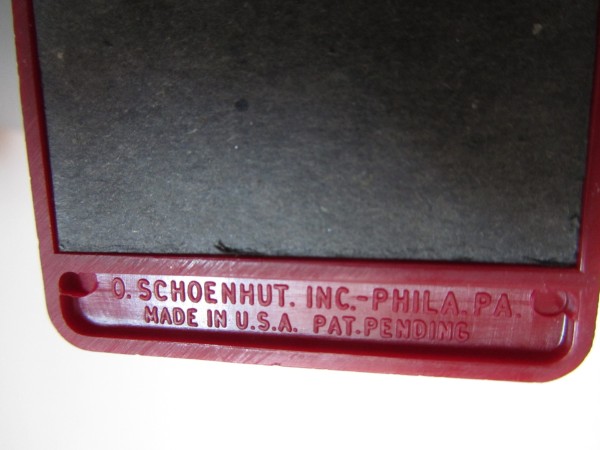 O. SCHOENHUT. INC.-PHILA. PA.
MADE IN U.S.A. PAT. PENDING